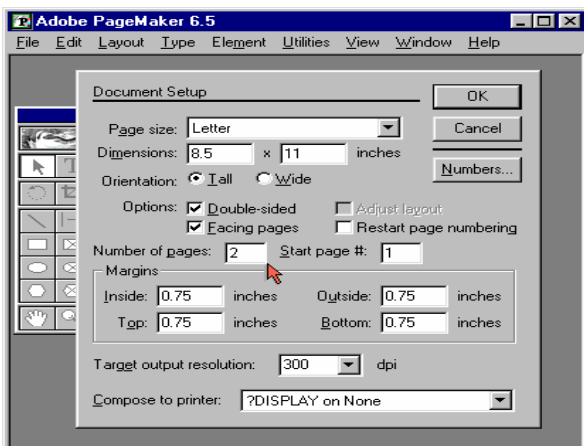 Adobe PageMaker 6.5
File Edit Layout Type Element Utilities View Window Help
Document Setup
OK
Page size: Letter
Cancel
Dimensions: 8.5 x 11 inches
Numbers...
Orientation: Tall Wide
Options: Double-sided Adjust layout
Facing pages Restart page numbering
Number of pages: 2 Start page #: 1
Margins
Inside: 0.75 inches Outside: 0.75 inches
Top: 0.75 inches Bottom: 0.75 inches
Target output resolution: 300 dpi
Compose to printer: ?DISPLAY on None